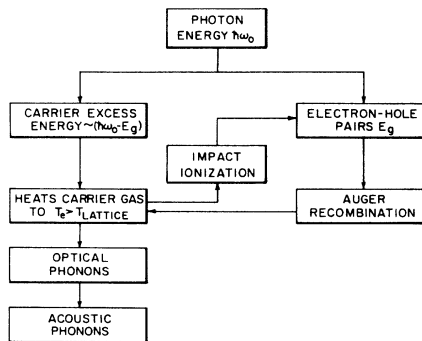 PHOTON
ENERGY ħω₀
CARRIER EXCESS
ENERGY~(ħω₀-Eg)
ELECTRON-HOLE
PAIRS Eg
IMPACT
IONIZATION
HEATS CARRIER GAS
TO Te> TLATTICE
AUGER
RECOMBINATION
OPTICAL
PHONONS
ACOUSTIC
PHONONS